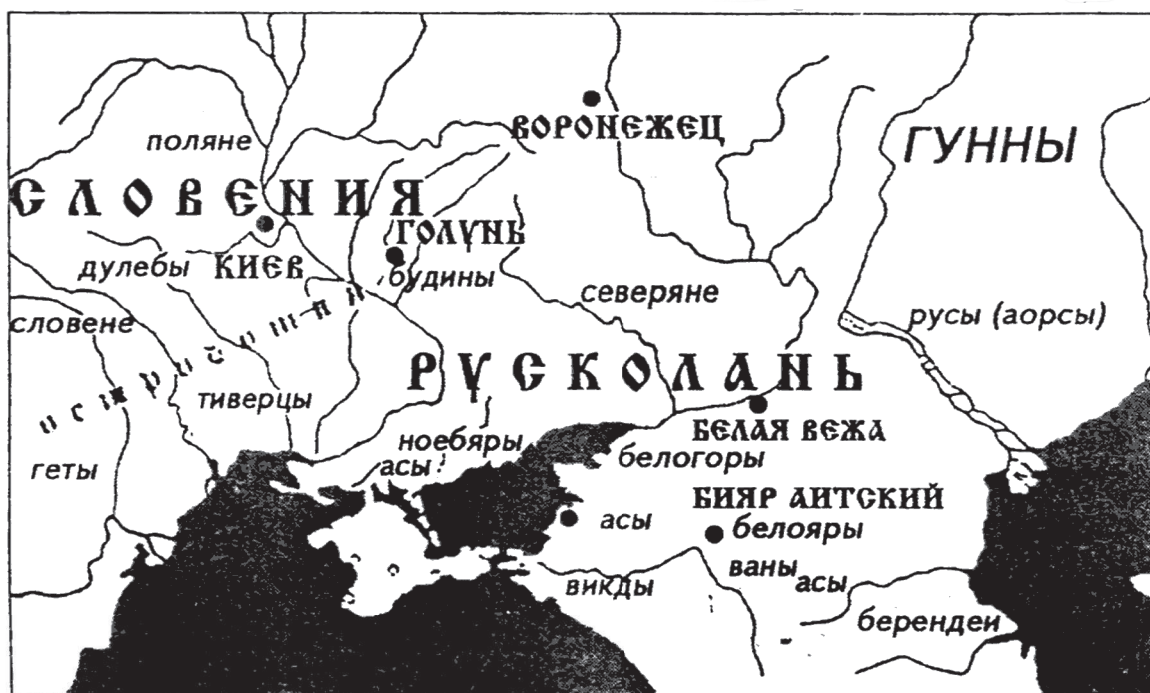 ВОРОНЕЖЕЦ
поляне
ГУННЫ
СЛОВЕНИЯ
ГОЛУНЬ
дулебы
КИЕВ
будины
северяне
словене
русы (аорсы)
РУСКОЛАНЬ
тиверцы
БЕЛАЯ ВЕЖА
ноебяры
геты
асы
белогоры
БИЯР АИТСКИЙ
асы
белояры
ваны
викды
асы
берендеи